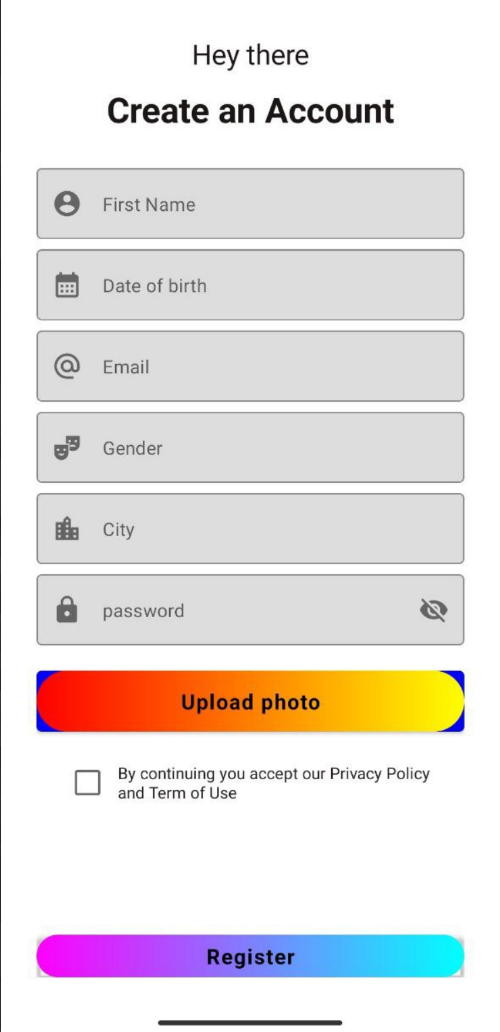 Hey there
Create an Account
First Name
Date of birth
Email
Gender
City
password
Upload photo
By continuing you accept our Privacy Policy
and Term of Use
Register